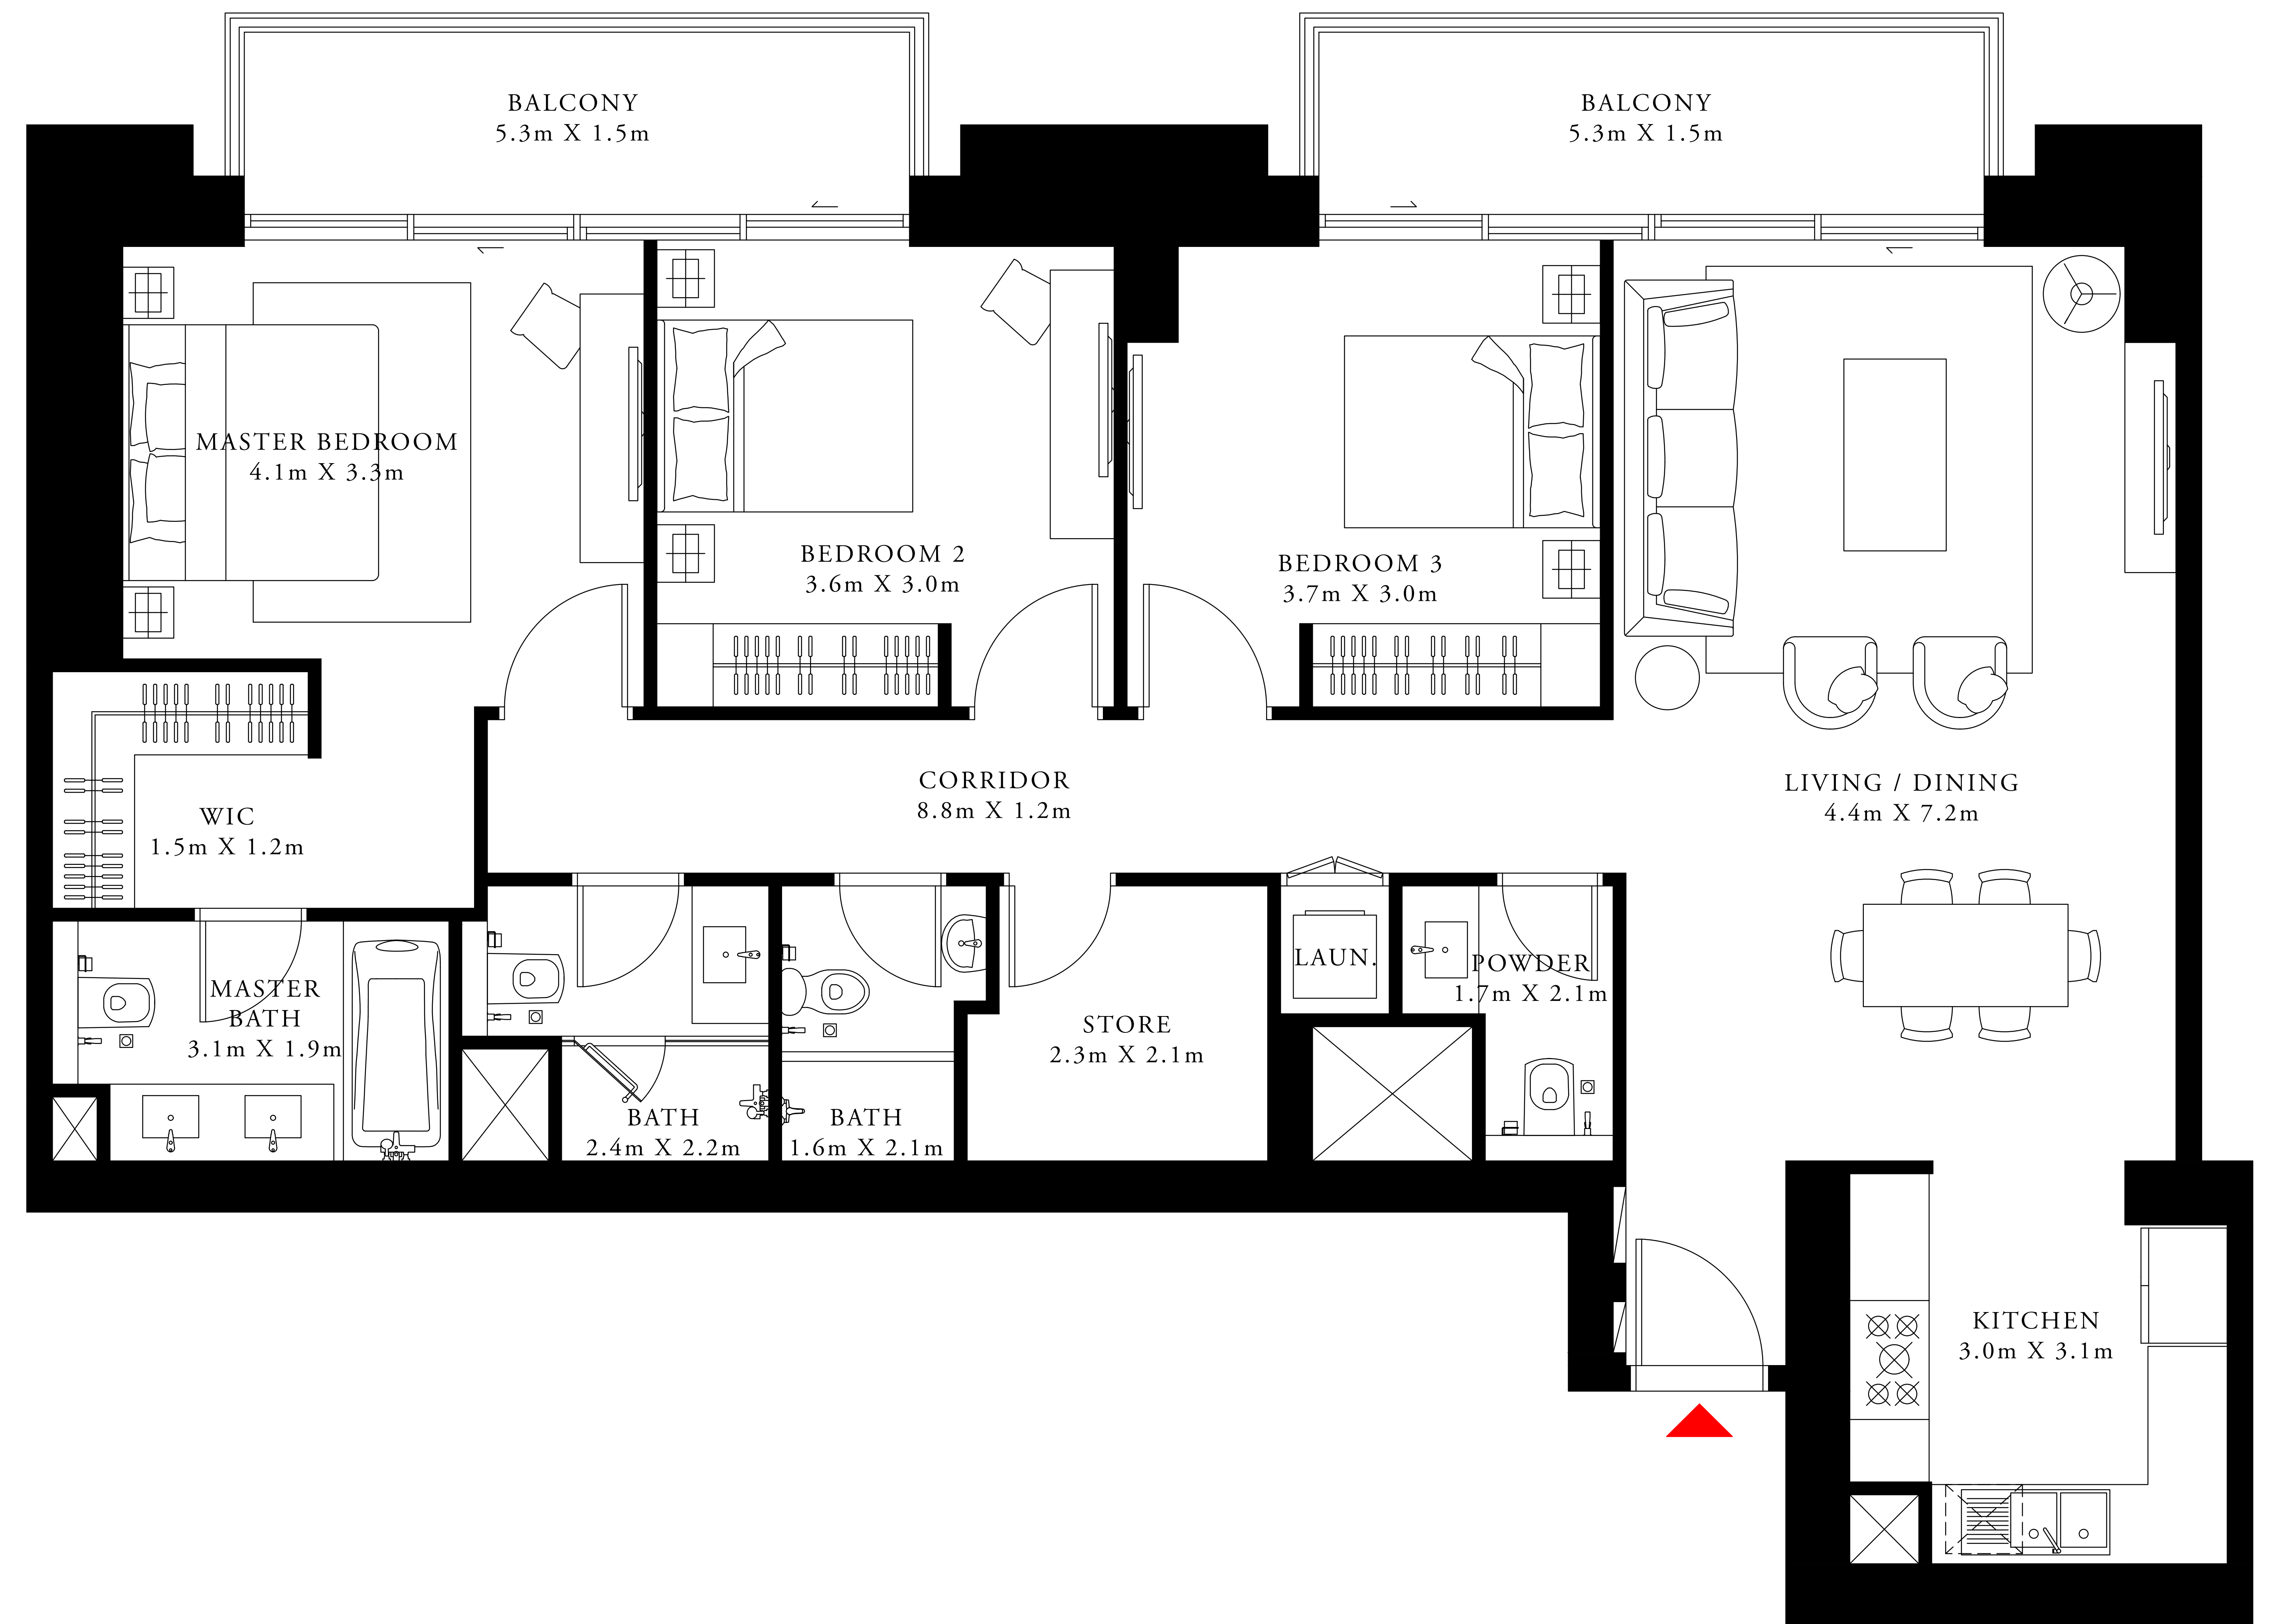 BALCONY
5.3m X 1.5m
BALCONY
5.3m X 1.5m
MASTER BEDROOM
4.1m X 3.3m
BEDROOM 2
3.6m X 3.0m
BEDROOM 3
3.7m X 3.0m
CORRIDOR
8.8m X 1.2m
LIVING / DINING
4.4m X 7.2m
WIC
1.5m X 1.2m
MASTER
BATH
3.1m X 1.9m
BATH
2.4m X 2.2m
BATH
1.6m X 2.1m
STORE
2.3m X 2.1m
LAUN.
POWDER
1.7m X 2.1m
KITCHEN
3.0m X 3.1m